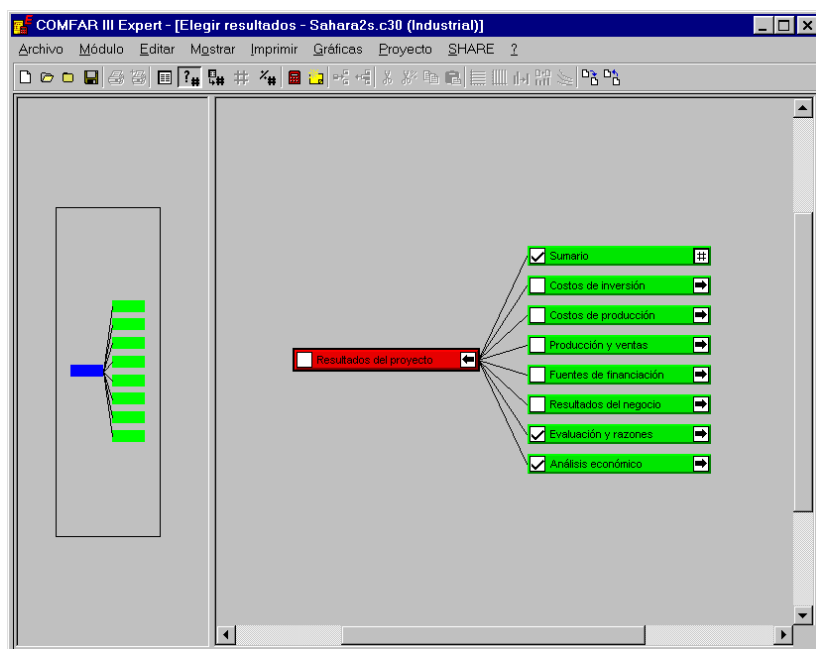 COMFAR III Expert - [Elegir resultados - Sahara2s.c30 (Industrial)]
Archivo Módulo Editar Mostrar Imprimir Gráficas Proyecto SHARE ?
Sumario
Costos de inversión
Costos de producción
Producción y ventas
Resultados del proyecto
Fuentes de financiación
Resultados del negocio
Evaluación y razones
Análisis económico